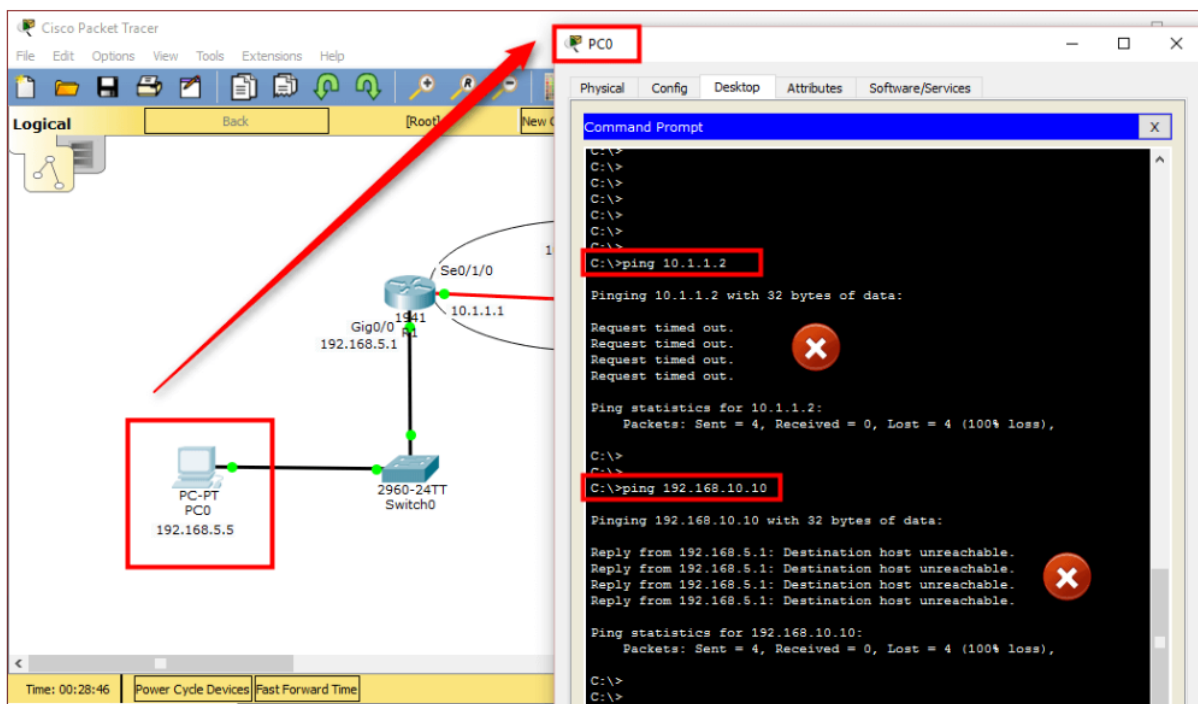 Cisco Packet Tracer
File Edit Options View Tools Extensions Help
Logical
Back
[Root]
New
Se0/1/0
10.1.1.1
1941
R1
Gig0/0
192.168.5.1
PC-PT
PC0
192.168.5.5
2960-24TT
Switch0
Time: 00:28:46
Power Cycle Devices
Fast Forward Time
PC0
Physical Config Desktop Attributes Software/Services
Command Prompt
X
C:\>
C:\>
C:\>
C:\>
C:\>
C:\>
C:\>
C:\>ping 10.1.1.2
Pinging 10.1.1.2 with 32 bytes of data:
Request timed out.
Request timed out.
Request timed out.
Request timed out.
Ping statistics for 10.1.1.2:
Packets: Sent = 4, Received = 0, Lost = 4 (100% loss),
C:\>
C:\>
C:\>ping 192.168.10.10
Pinging 192.168.10.10 with 32 bytes of data:
Reply from 192.168.5.1: Destination host unreachable.
Reply from 192.168.5.1: Destination host unreachable.
Reply from 192.168.5.1: Destination host unreachable.
Reply from 192.168.5.1: Destination host unreachable.
Ping statistics for 192.168.10.10:
Packets: Sent = 4, Received = 0, Lost = 4 (100% loss),
C:\>
C:\>